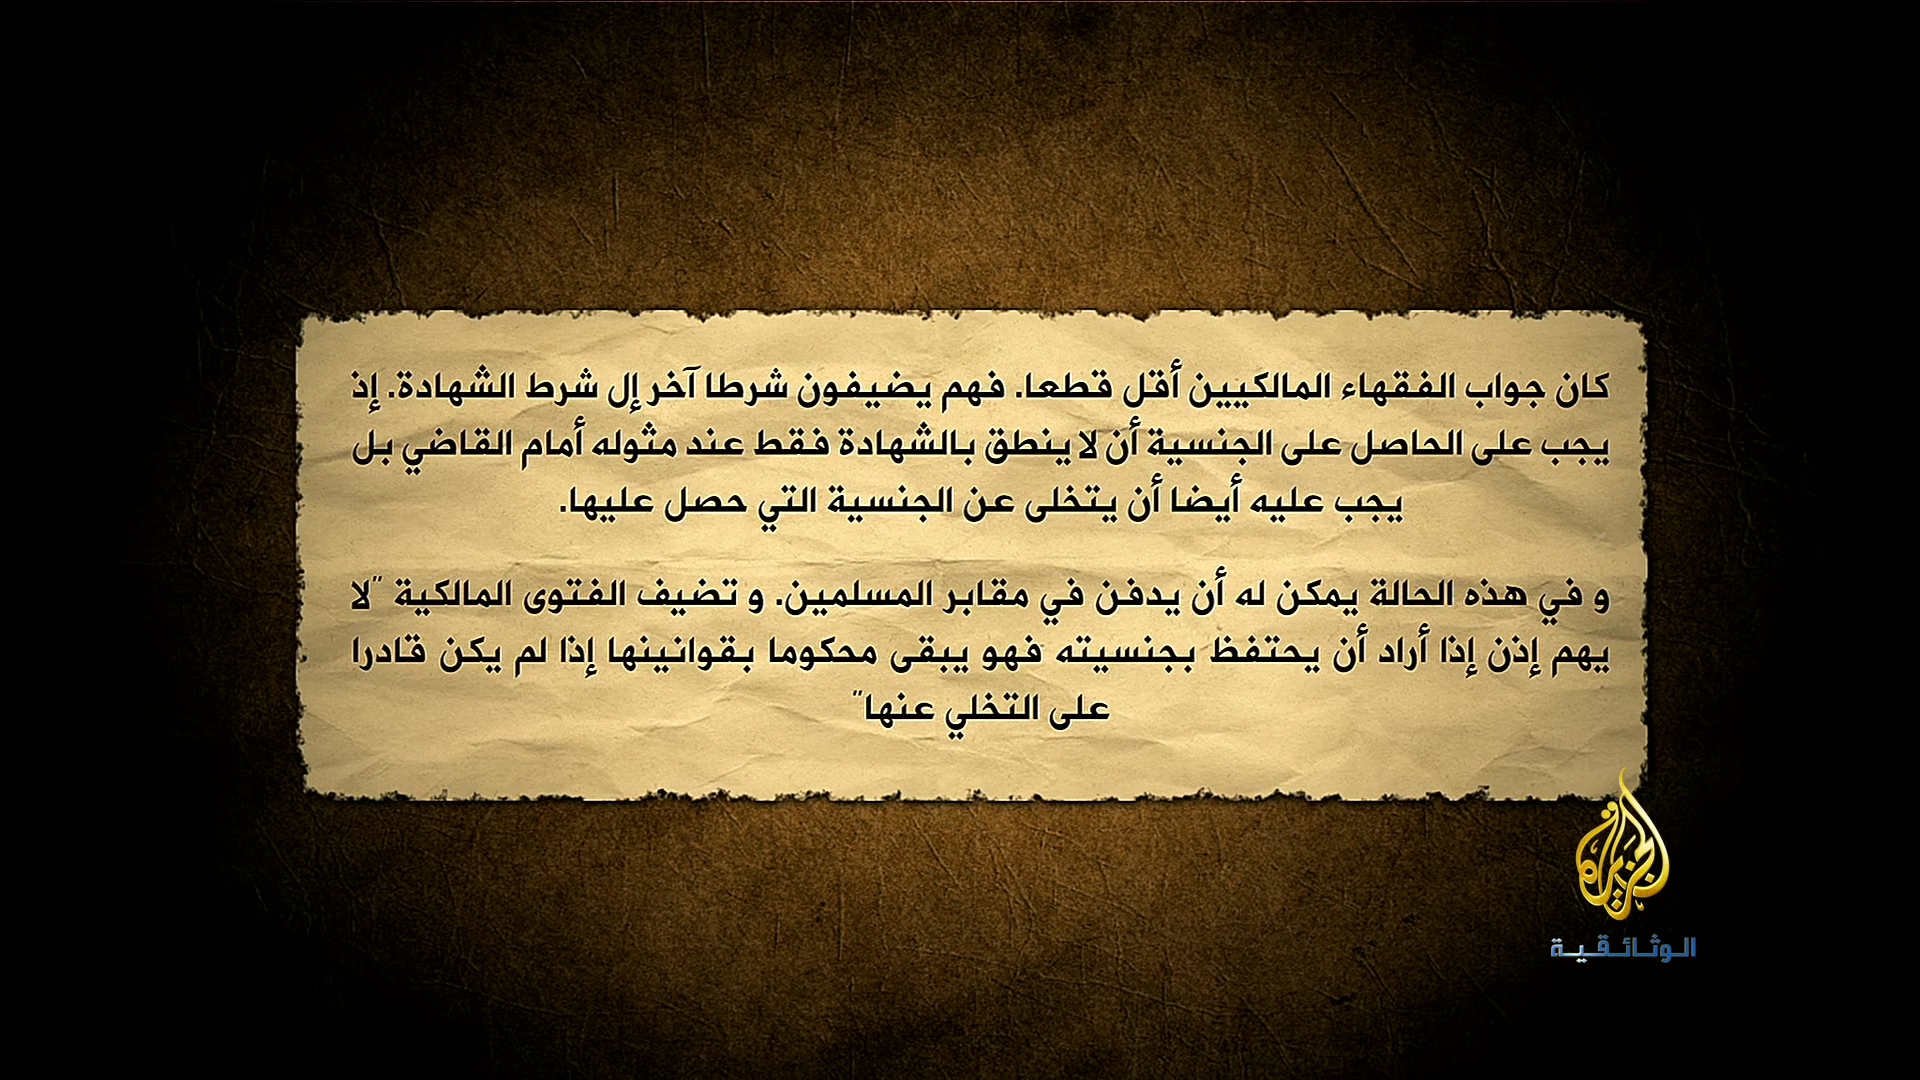 كان جواب الفقهاء المالكيين أقل قطعا. فهم يضيفون شرطا آخر إل شرط الشهادة. إذ
يجب على الحاصل على الجنسية أن لا ينطق بالشهادة فقط عند مثوله أمام القاضي بل
يجب عليه أيضا أن يتخلى عن الجنسية التي حصل عليها.
و في هذه الحالة يمكن له أن يدفن في مقابر المسلمين. و تضيف الفتوى المالكية "لا
يهم إذن إذا أراد أن يحتفظ بجنسيته فهو يبقى محكوما بقوانينها إذا لم يكن قادرا
على التخلي عنها"
الجزيرة
الوثائقية